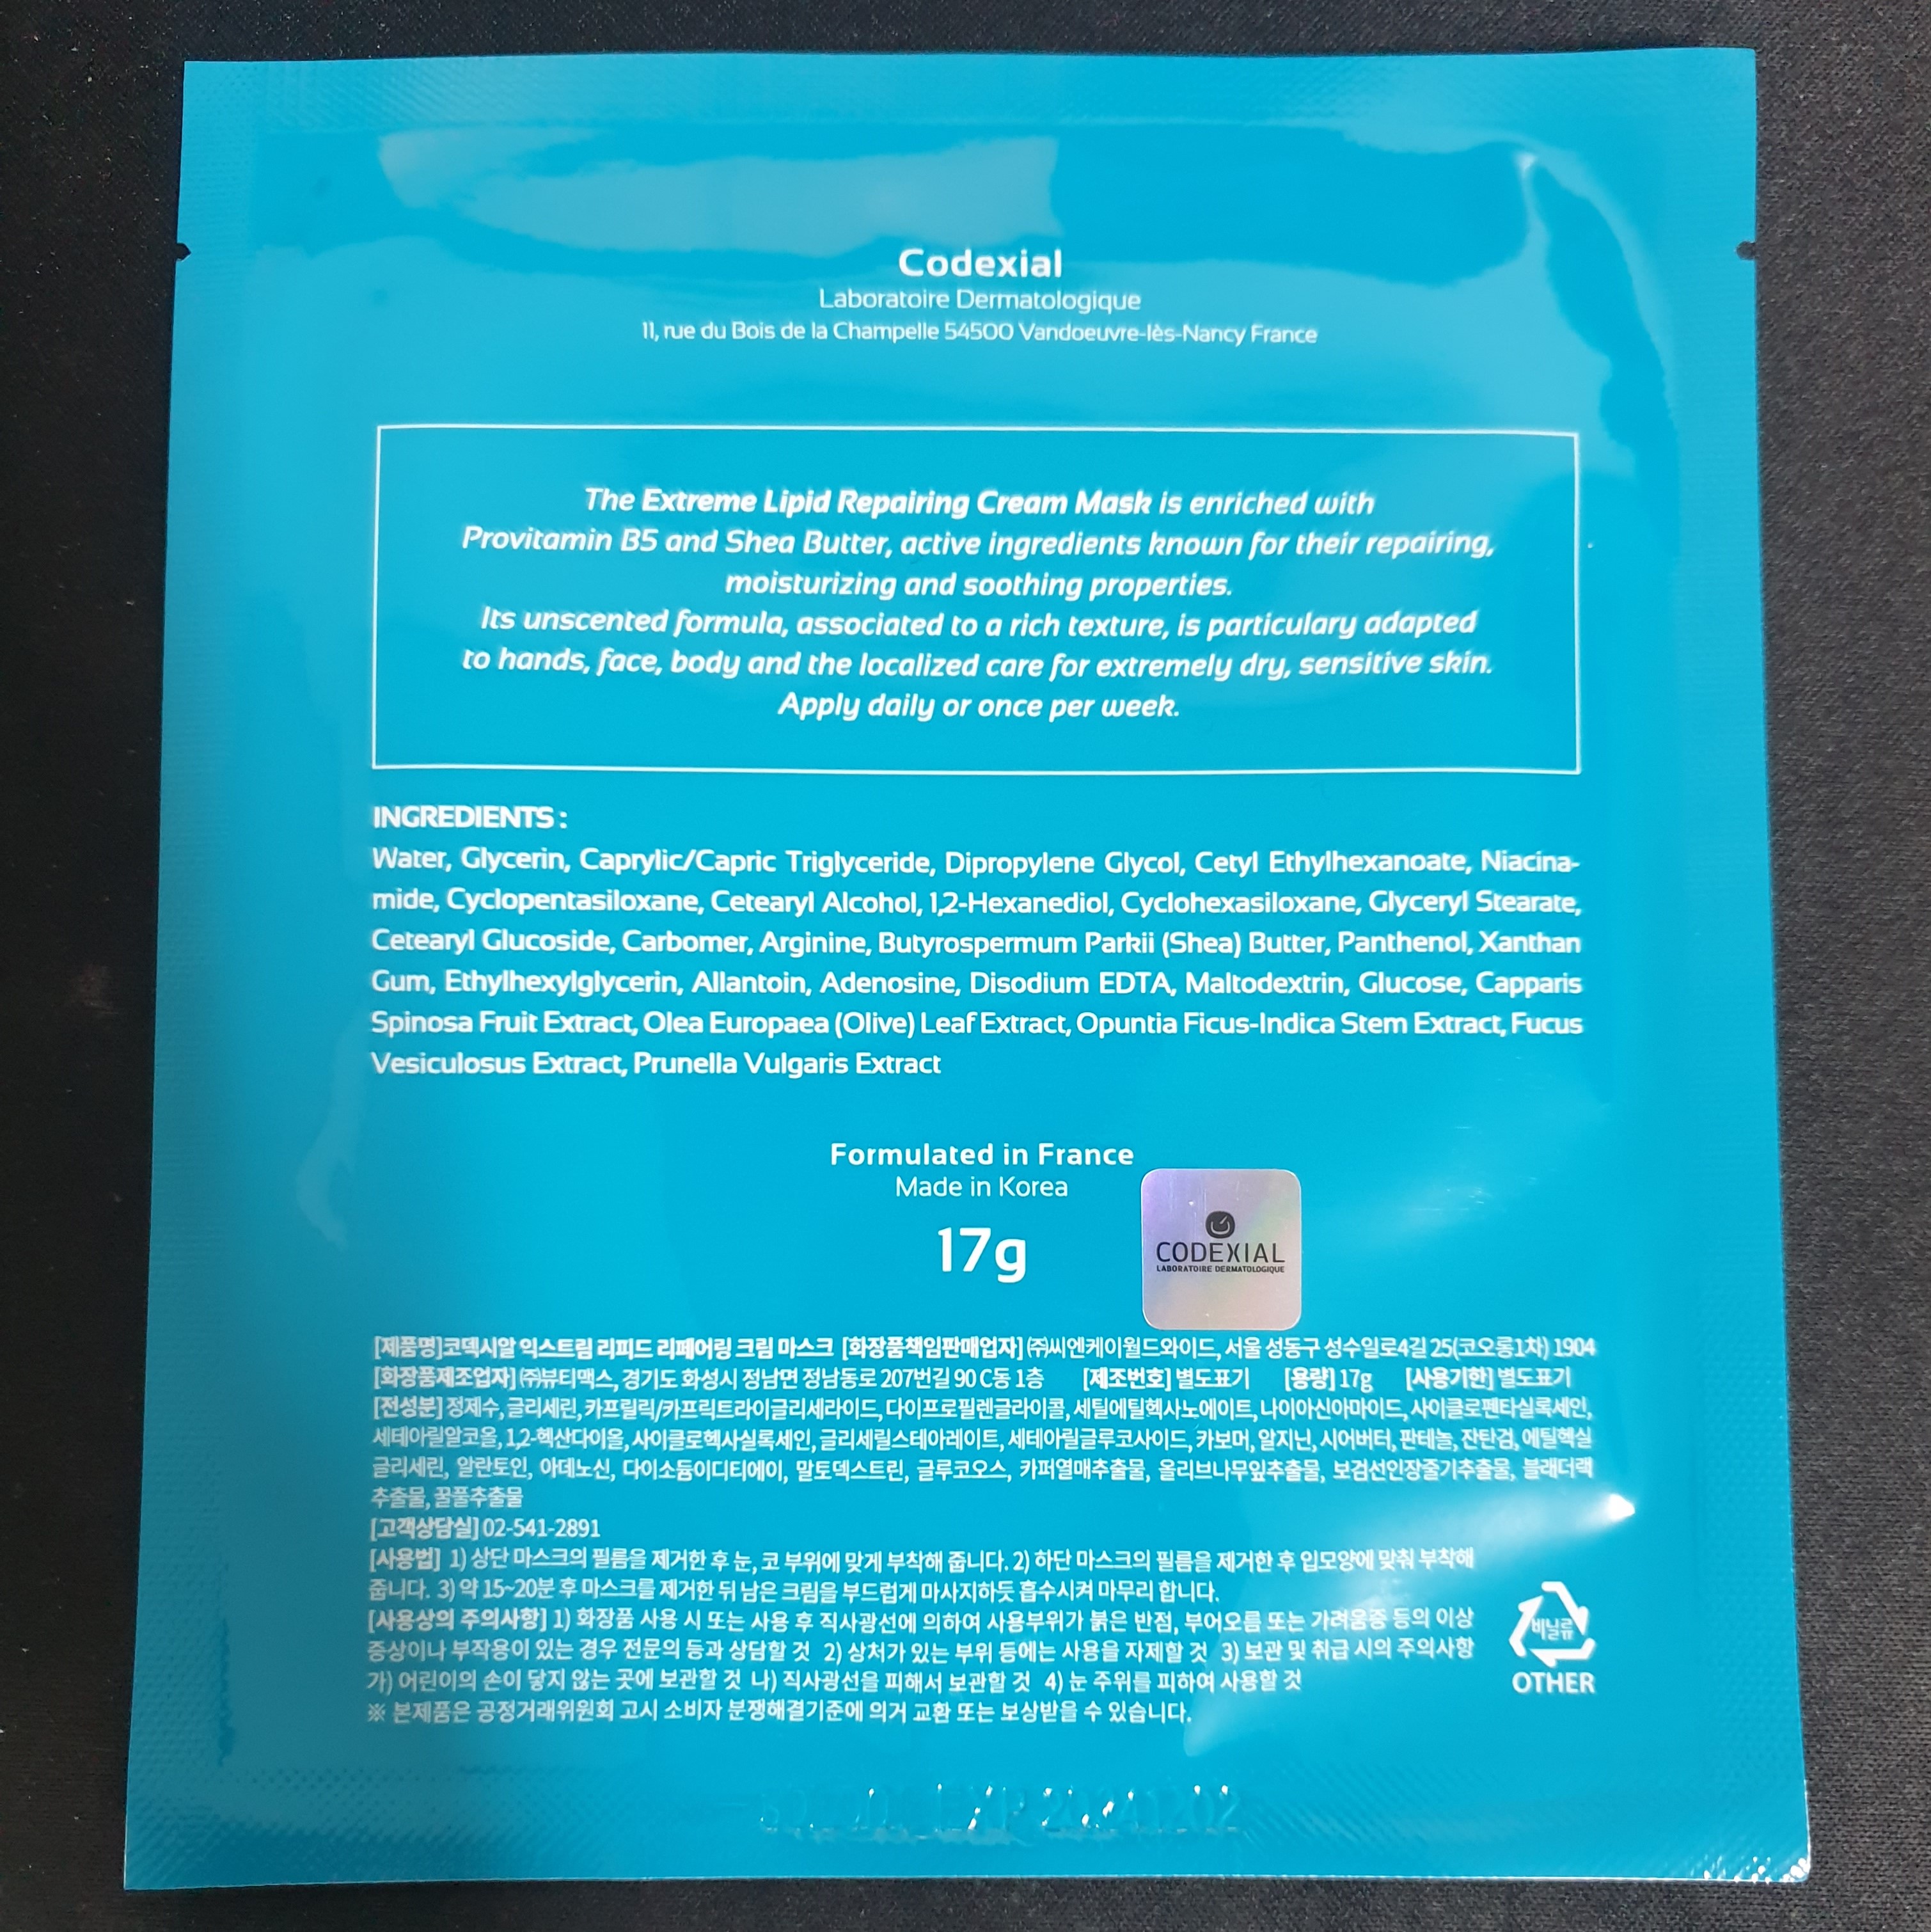 Codexial
Laboratoire Dermatologique
11, rue du Bois de la Champelle 54500 Vandoeuvre-lès-Nancy France
The Extreme Lipid Repairing Cream Mask is enriched with
Provitamin B5 and Shea Butter, active ingredients known for their repairing,
moisturizing and soothing properties.
Its unscented formula, associated to a rich texture, is particulary adapted
to hands, face, body and the localized care for extremely dry, sensitive skin.
Apply daily or once per week.
INGREDIENTS :
Water, Glycerin, Caprylic/Capric Triglyceride, Dipropylene Glycol, Cetyl Ethylhexanoate, Niacina-
mide, Cyclopentasiloxane, Cetearyl Alcohol, 1,2-Hexanediol, Cyclohexasiloxane, Glyceryl Stearate,
Cetearyl Glucoside, Carbomer, Arginine, Butyrospermum Parkii (Shea) Butter, Panthenol, Xanthan
Gum, Ethylhexylglycerin, Allantoin, Adenosine, Disodium EDTA, Maltodextrin, Glucose, Capparis
Spinosa Fruit Extract, Olea Europaea (Olive) Leaf Extract, Opuntia Ficus-Indica Stem Extract, Fucus
Vesiculosus Extract, Prunella Vulgaris Extract
Formulated in France
Made in Korea
17g
CODEXIAL
LABORATOIRE DERMATOLOGIQUE
[제품명]코덱시알 익스트림 리피드 리페어링 크림 마스크 [화장품책임판매업자] ㈜씨엔케이월드와이드, 서울 성동구 성수일로4길 25(코오롱1차) 1904
[화장품제조업자] ㈜뷰티맥스, 경기도 화성시 정남면 정남동로 207번길 90 C동 1층 [제조번호] 별도표기 [용량] 17g [사용기한] 별도표기
[전성분] 정제수, 글리세린, 카프릴릭/카프릭트라이글리세라이드, 다이프로필렌글라이콜, 세틸에틸헥사노에이트, 나이아신아마이드, 사이클로펜타실록세인,
세테아릴알코올, 1,2-헥산다이올, 사이클로헥사실록세인, 글리세릴스테아레이트, 세테아릴글루코사이드, 카보머, 알지닌, 시어버터, 판테놀, 잔탄검, 에틸헥실
글리세린, 알란토인, 아데노신, 다이소듐이디티에이, 말토덱스트린, 글루코오스, 카퍼열매추출물, 올리브나무잎추출물, 보검선인장줄기추출물, 블래더랙
추출물, 꿀풀추출물
[고객상담실] 02-541-2891
[사용법] 1) 상단 마스크의 필름을 제거한 후 눈, 코 부위에 맞게 부착해 줍니다. 2) 하단 마스크의 필름을 제거한 후 입모양에 맞춰 부착해
줍니다. 3) 약 15~20분 후 마스크를 제거한 뒤 남은 크림을 부드럽게 마사지하듯 흡수시켜 마무리 합니다.
[사용상의 주의사항] 1) 화장품 사용 시 또는 사용 후 직사광선에 의하여 사용부위가 붉은 반점, 부어오름 또는 가려움증 등의 이상
증상이나 부작용이 있는 경우 전문의 등과 상담할 것 2) 상처가 있는 부위 등에는 사용을 자제할 것 3) 보관 및 취급 시의 주의사항
가) 어린이의 손이 닿지 않는 곳에 보관할 것 나) 직사광선을 피해서 보관할 것 4) 눈 주위를 피하여 사용할 것
※ 본제품은 공정거래위원회 고시 소비자 분쟁해결기준에 의거 교환 또는 보상받을 수 있습니다.
비닐류
OTHER
EXP 20241202